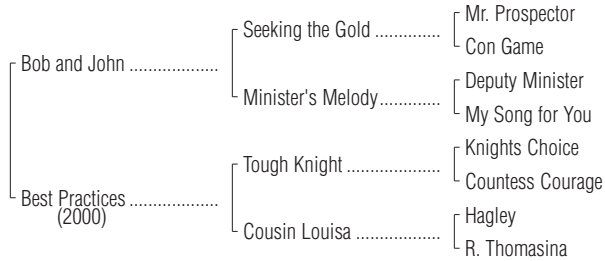 Mr. Prospector
Seeking the Gold ..............
Con Game
Bob and John ...................
Deputy Minister
Minister's Melody.............
My Song for You
Knights Choice
Tough Knight ....................
Countess Courage
Best Practices ...................
(2000)
Hagley
Cousin Louisa ..................
R. Thomasina